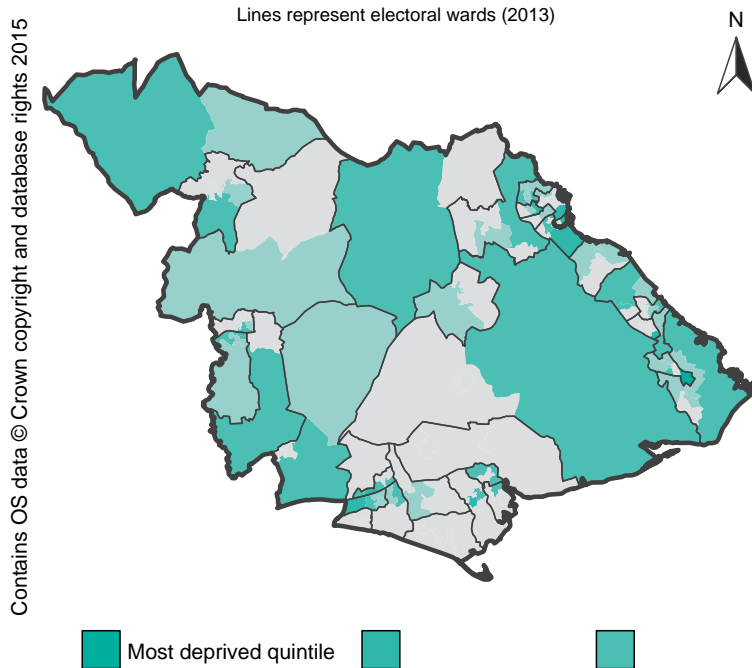 Lines represent electoral wards (2013)
N
Contains OS data © Crown copyright and database rights 2015
Most deprived quintile